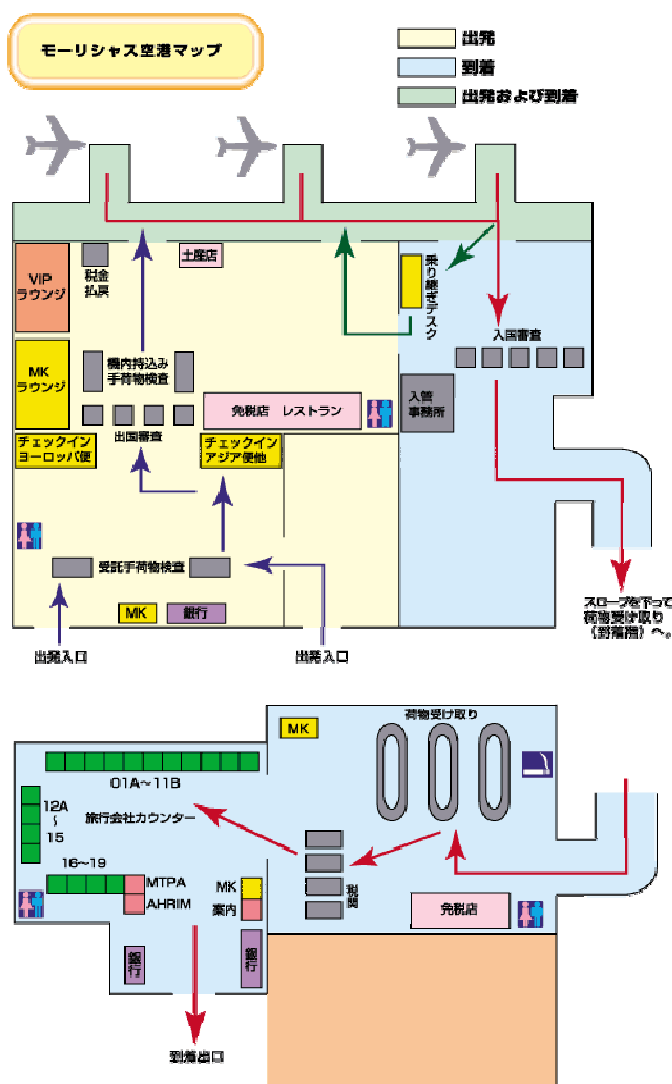 モーリシャス空港マップ
出発
到着
出発および到着
VIP
ラウンジ
税金
払戻
土産店
乗り継ぎデスク
入国審査
MK
ラウンジ
機内持込み
手荷物検査
免税店 レストラン
入管
事務所
出国審査
チェックイン
ヨーロッパ便
チェックイン
アジア便他
受託手荷物検査
MK
銀行
出発入口
出発入口
スロープを下って
荷物受け取り
(到着階)へ。
荷物受け取り
MK
01A～11B
12A
～
15
旅行会社カウンター
16～19
MTPA
AHRIM
MK
案内
税関
免税店
銀行
銀行
到着出口